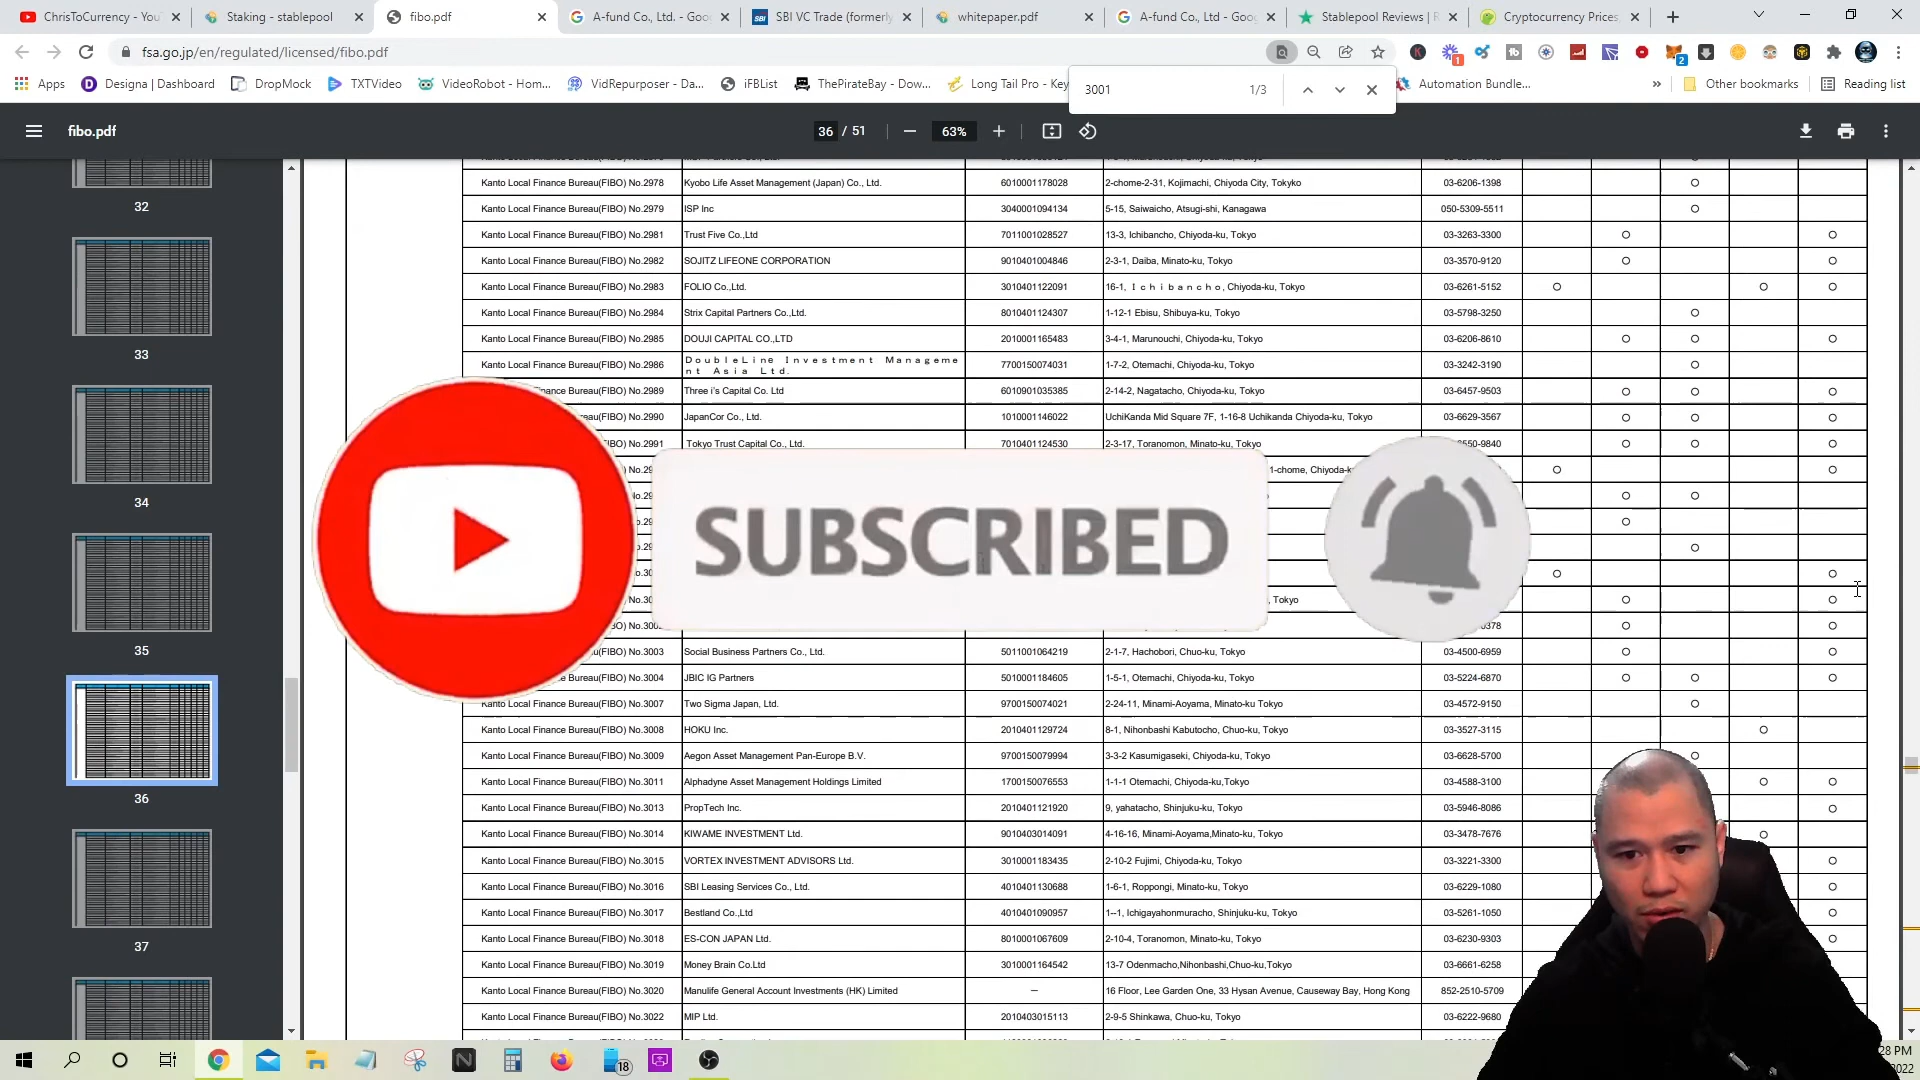 ChrisToCurrency - YouT
Staking - stablepool
fibo.pdf
A-fund Co., Ltd. - Goo
SBI VC Trade (formerly
whitepaper.pdf
A-fund Co., Ltd - Goog
Stablepool Reviews | R
Cryptocurrency Prices,
fsa.go.jp/en/regulated/licensed/fibo.pdf
Apps
Designa | Dashboard
DropMock
TXTVideo
VideoRobot - Hom...
VidRepurposer - Da...
iFBList
ThePirateBay - Dow...
Long Tail Pro - Key
Automation Bundle...
Other bookmarks
Reading list
3001
1/3
fibo.pdf
36 / 51
63%
32
33
34
35
36
37
Kanto Local Finance Bureau(FIBO) No.2978 Kyobo Life Asset Management (Japan) Co., Ltd. 6010001178028 2-chome-2-31, Kojimachi, Chiyoda City, Tokyko 03-6206-1398
Kanto Local Finance Bureau(FIBO) No.2979 ISP Inc 3040001094134 5-15, Saiwaicho, Atsugi-shi, Kanagawa 050-5309-5511
Kanto Local Finance Bureau(FIBO) No.2981 Trust Five Co.,Ltd 7011001028527 13-3, Ichibancho, Chiyoda-ku, Tokyo 03-3263-3300
Kanto Local Finance Bureau(FIBO) No.2982 SOJITZ LIFEONE CORPORATION 9010401004846 2-3-1, Daiba, Minato-ku, Tokyo 03-3570-9120
Kanto Local Finance Bureau(FIBO) No.2983 FOLIO Co.,Ltd. 3010401122091 16-1, Ｉｃｈｉｂａｎｃｈｏ, Chiyoda-ku, Tokyo 03-6261-5152
Kanto Local Finance Bureau(FIBO) No.2984 Strix Capital Partners Co.,Ltd. 8010401124307 1-12-1 Ebisu, Shibuya-ku, Tokyo 03-5798-3250
Kanto Local Finance Bureau(FIBO) No.2985 DOUJI CAPITAL CO.,LTD 2010001165483 3-4-1, Marunouchi, Chiyoda-ku, Tokyo 03-6206-8610
Kanto Local Finance Bureau(FIBO) No.2986 ＤｏｕｂｌｅＬｉｎｅ Ｉｎｖｅｓｔｍｅｎｔ Ｍａｎａｇｅｍｅ
ｎｔ Ａｓｉａ Ｌｔｄ． 7700150074031 1-7-2, Otemachi, Chiyoda-ku, Tokyo 03-3242-3190
eau(FIBO) No.2989 Three i's Capital Co. Ltd 6010901035385 2-14-2, Nagatacho, Chiyoda-ku, Tokyo 03-6457-9503
eau(FIBO) No.2990 JapanCor Co., Ltd. 1010001146022 UchiKanda Mid Square 7F, 1-16-8 Uchikanda Chiyoda-ku, Tokyo 03-6629-3567
IBO) No.2991 Tokyo Trust Capital Co., Ltd. 7010401124530 2-3-17, Toranomon, Minato-ku, Tokyo 550-9840
1-chome, Chiyoda-k
SUBSCRIBED
, Tokyo
No.3002 0378
u(FIBO) No.3003 Social Business Partners Co., Ltd. 5011001064219 2-1-7, Hachobori, Chuo-ku, Tokyo 03-4500-6959
e Bureau(FIBO) No.3004 JBIC IG Partners 5010001184605 1-5-1, Otemachi, Chiyoda-ku, Tokyo 03-5224-6870
Kanto Local Finance Bureau(FIBO) No.3007 Two Sigma Japan, Ltd. 9700150074021 2-24-11, Minami-Aoyama, Minato-ku Tokyo 03-4572-9150
Kanto Local Finance Bureau(FIBO) No.3008 HOKU Inc. 2010401129724 8-1, Nihonbashi Kabutocho, Chuo-ku, Tokyo 03-3527-3115
Kanto Local Finance Bureau(FIBO) No.3009 Aegon Asset Management Pan-Europe B.V. 9700150079994 3-3-2 Kasumigaseki, Chiyoda-ku, Tokyo 03-6628-5700
Kanto Local Finance Bureau(FIBO) No.3011 Alphadyne Asset Management Holdings Limited 1700150076553 1-1-1 Otemachi, Chiyoda-ku,Tokyo 03-4588-3100
Kanto Local Finance Bureau(FIBO) No.3013 PropTech Inc. 2010401121920 9, yahatacho, Shinjuku-ku, Tokyo 03-5946-8086
Kanto Local Finance Bureau(FIBO) No.3014 KIWAME INVESTMENT Ltd. 9010403014091 4-16-16, Minami-Aoyama,Minato-ku, Tokyo 03-3478-7676
Kanto Local Finance Bureau(FIBO) No.3015 VORTEX INVESTMENT ADVISORS Ltd. 3010001183435 2-10-2 Fujimi, Chiyoda-ku, Tokyo 03-3221-3300
Kanto Local Finance Bureau(FIBO) No.3016 SBI Leasing Services Co., Ltd. 4010401130688 1-6-1, Roppongi, Minato-ku, Tokyo 03-6229-1080
Kanto Local Finance Bureau(FIBO) No.3017 Bestland Co.,Ltd 4010401090957 1--1, Ichigayahonmuracho, Shinjuku-ku, Tokyo 03-5261-1050
Kanto Local Finance Bureau(FIBO) No.3018 ES-CON JAPAN Ltd. 8010001067609 2-10-4, Toranomon, Minato-ku, Tokyo 03-6230-9303
Kanto Local Finance Bureau(FIBO) No.3019 Money Brain Co.Ltd 3010001164542 13-7 Odenmacho,Nihonbashi,Chuo-ku,Tokyo 03-6661-6258
Kanto Local Finance Bureau(FIBO) No.3020 Manulife General Account Investments (HK) Limited – 16 Floor, Lee Garden One, 33 Hysan Avenue, Causeway Bay, Hong Kong 852-2510-5709
Kanto Local Finance Bureau(FIBO) No.3022 MIP Ltd. 2010403015113 2-9-5 Shinkawa, Chuo-ku, Tokyo 03-6222-9680
18
28 PM
2022